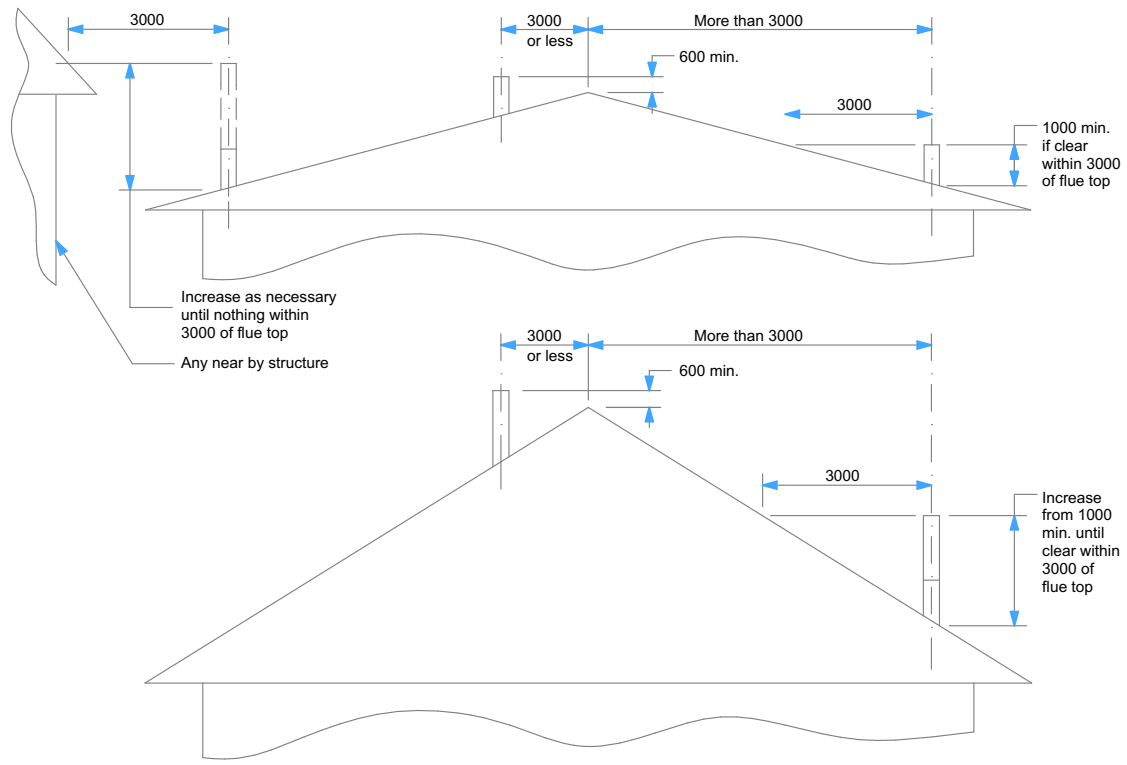 3000
3000
or less
More than 3000
600 min.
3000
1000 min.
if clear
within 3000
of flue top
Increase as necessary
until nothing within
3000 of flue top
Any near by structure
3000
or less
More than 3000
600 min.
3000
Increase
from 1000
min. until
clear within
3000 of
flue top